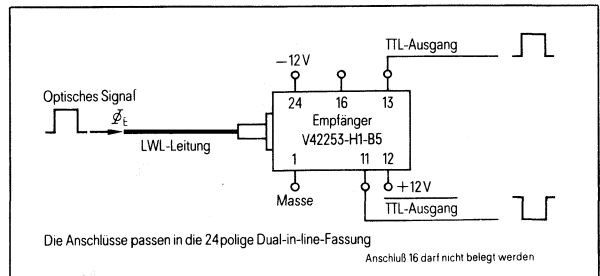 TTL-Ausgang
−12V
Optisches Signal
Φ_E
24 16 13
Empfänger
V42253-H1-B5
LWL-Leitung
1 11 12
+12V
Masse
TTL-Ausgang
Die Anschlüsse passen in die 24polige Dual-in-line-Fassung
Anschluß 16 darf nicht belegt werden